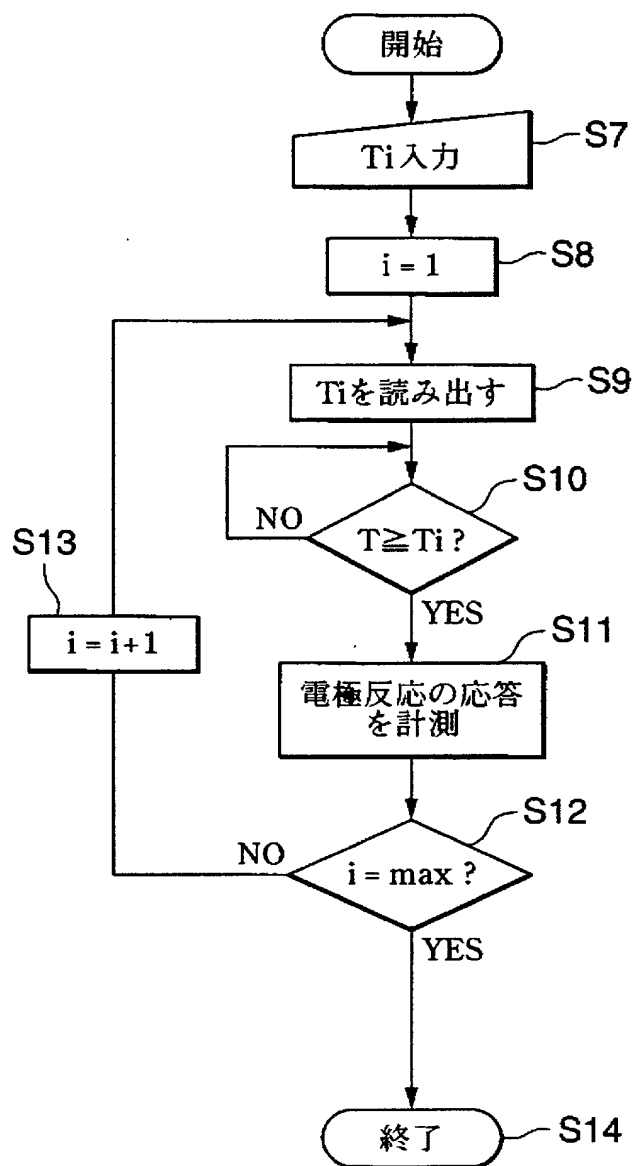 開始
Ti入力
S7
i = 1
S8
Tiを読み出す
S9
T≧Ti ?
S10
NO
YES
電極反応の応答
を計測
S11
i = max ?
S12
NO
YES
S13
i = i+1
終了
S14